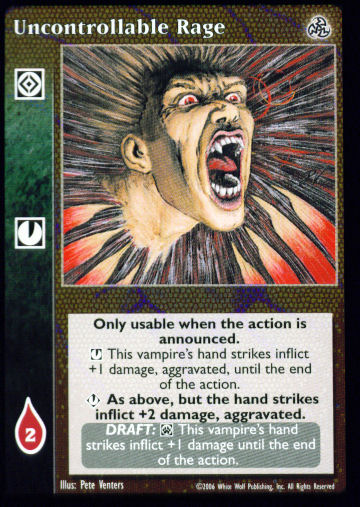 Uncontrollable Rage
Only usable when the action is
announced.
This vampire's hand strikes inflict
+1 damage, aggravated, until the end
of the action.
As above, but the hand strikes
inflict +2 damage, aggravated.
DRAFT: This vampire's hand
strikes inflict +1 damage until the end
of the action.
2
Illus: Pete Venters ©2006 White Wolf Publishing, Inc. All Rights Reserved